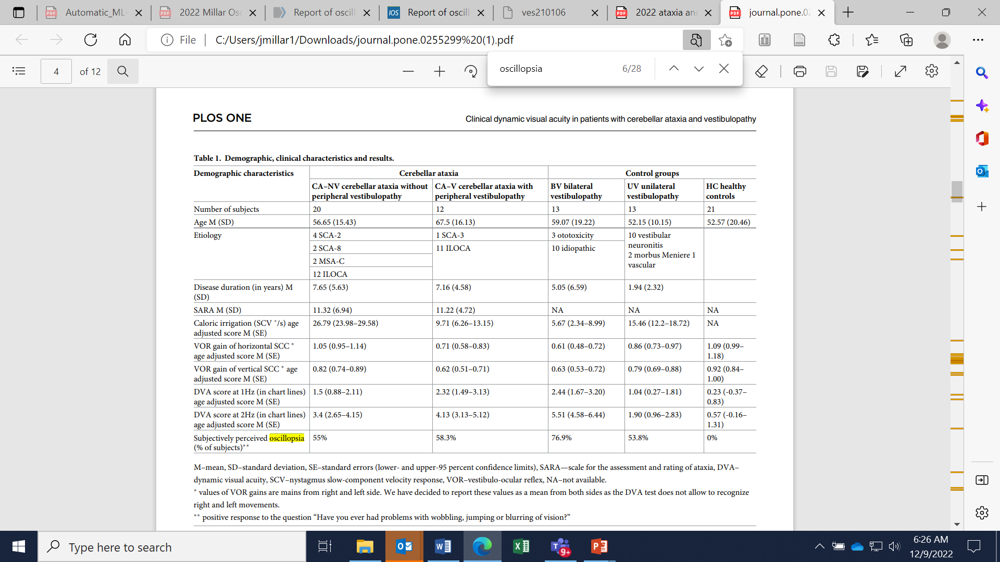 Automatic_ML-
2022 Millar Osc
Report of oscill
IOS
Report of oscill
ves210106
2022 ataxia and
journal.pone.02
File
C:/Users/jmillar1/Downloads/journal.pone.0255299%20(1).pdf
4
of 12
oscillopsia
6/28
PLOS ONE
Clinical dynamic visual acuity in patients with cerebellar ataxia and vestibulopathy
Table 1. Demographic, clinical characteristics and results.
Demographic characteristics Cerebellar ataxia Control groups
CA–NV cerebellar ataxia without CA–V cerebellar ataxia with BV bilateral UV unilateral HC healthy
peripheral vestibulopathy peripheral vestibulopathy vestibulopathy vestibulopathy controls
Number of subjects 20 12 13 13 21
Age M (SD) 56.65 (15.43) 67.5 (16.13) 59.07 (19.22) 52.15 (10.15) 52.57 (20.46)
Etiology 4 SCA-2 1 SCA-3 3 ototoxicity 10 vestibular
2 SCA-8 11 ILOCA 10 idiopathic neuronitis
2 MSA-C 2 morbus Meniere 1
12 ILOCA vascular
Disease duration (in years) M 7.65 (5.63) 7.16 (4.58) 5.05 (6.59) 1.94 (2.32)
(SD)
SARA M (SD) 11.32 (6.94) 11.22 (4.72) NA NA NA
Caloric irrigation (SCV ˚/s) age 26.79 (23.98–29.58) 9.71 (6.26–13.15) 5.67 (2.34–8.99) 15.46 (12.2–18.72) NA
adjusted score M (SE)
VOR gain of horizontal SCC * 1.05 (0.95–1.14) 0.71 (0.58–0.83) 0.61 (0.48–0.72) 0.86 (0.73–0.97) 1.09 (0.99–
age adjusted score M (SE) 1.18)
VOR gain of vertical SCC * age 0.82 (0.74–0.89) 0.62 (0.51–0.71) 0.63 (0.53–0.72) 0.79 (0.69–0.88) 0.92 (0.84–
adjusted score M (SE) 1.00)
DVA score at 1Hz (in chart lines) 1.5 (0.88–2.11) 2.32 (1.49–3.13) 2.44 (1.67–3.20) 1.04 (0.27–1.81) 0.23 (-0.37–
age adjusted score M (SE) 0.83)
DVA score at 2Hz (in chart lines) 3.4 (2.65–4.15) 4.13 (3.13–5.12) 5.51 (4.58–6.44) 1.90 (0.96–2.83) 0.57 (-0.16–
age adjusted score M (SE) 1.31)
Subjectively perceived oscillopsia 55% 58.3% 76.9% 53.8% 0%
(% of subjects)**
M–mean, SD–standard deviation, SE–standard errors (lower- and upper-95 percent confidence limits), SARA—scale for the assessment and rating of ataxia, DVA–
dynamic visual acuity, SCV–nystagmus slow-component velocity response, VOR–vestibulo-ocular reflex, NA–not available.
* values of VOR gains are mains from right and left side. We have decided to report these values as a mean from both sides as the DVA test does not allow to recognize
right and left movements.
** positive response to the question “Have you ever had problems with wobbling, jumping or blurring of vision?”
Type here to search
9+
6:26 AM
12/9/2022